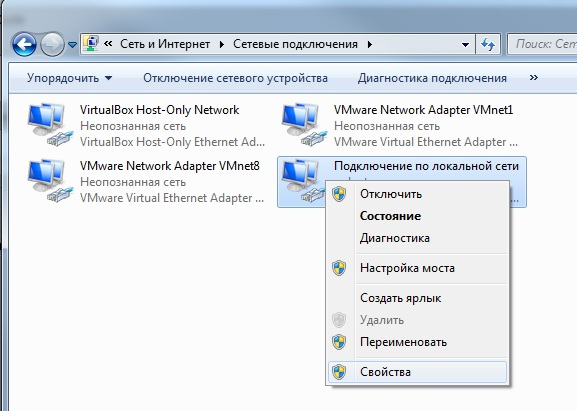 Сеть и Интернет Сетевые подключения Поиск: Сет
Упорядочить Отключение сетевого устройства Диагностика подключения »
VirtualBox Host-Only Network
Неопознанная сеть
VirtualBox Host-Only Ethernet Ad...
VMware Network Adapter VMnet1
Неопознанная сеть
VMware Virtual Ethernet Adapter ...
VMware Network Adapter VMnet8
Неопознанная сеть
VMware Virtual Ethernet Adapter ...
Подключение по локальной сети
Отключить
Состояние
Диагностика
Настройка моста
Создать ярлык
Удалить
Переименовать
Свойства